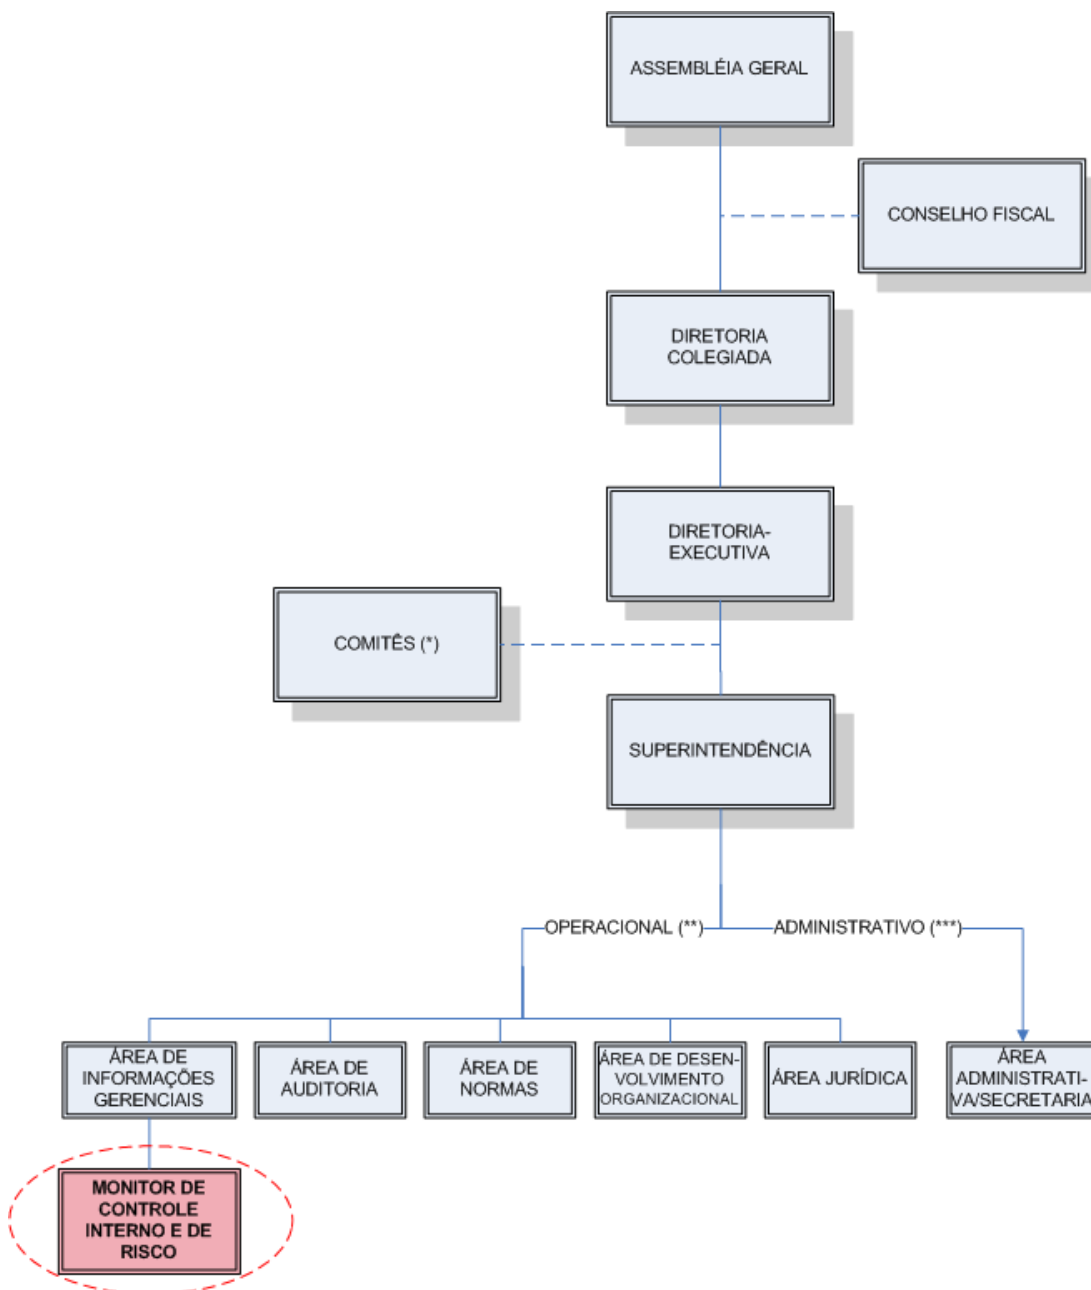 ASSEMBLÉIA GERAL
CONSELHO FISCAL
DIRETORIA
COLEGIADA
DIRETORIA-
EXECUTIVA
COMITÊS (*)
SUPERINTENDÊNCIA
OPERACIONAL (**)
ADMINISTRATIVO (***)
ÁREA DE
INFORMAÇÕES
GERENCIAIS
ÁREA DE
AUDITORIA
ÁREA DE
NORMAS
ÁREA DE DESEN-
VOLVIMENTO
ORGANIZACIONAL
ÁREA JURÍDICA
ÁREA
ADMINISTRATI-
VA/SECRETARIA
MONITOR DE
CONTROLE
INTERNO E DE
RISCO